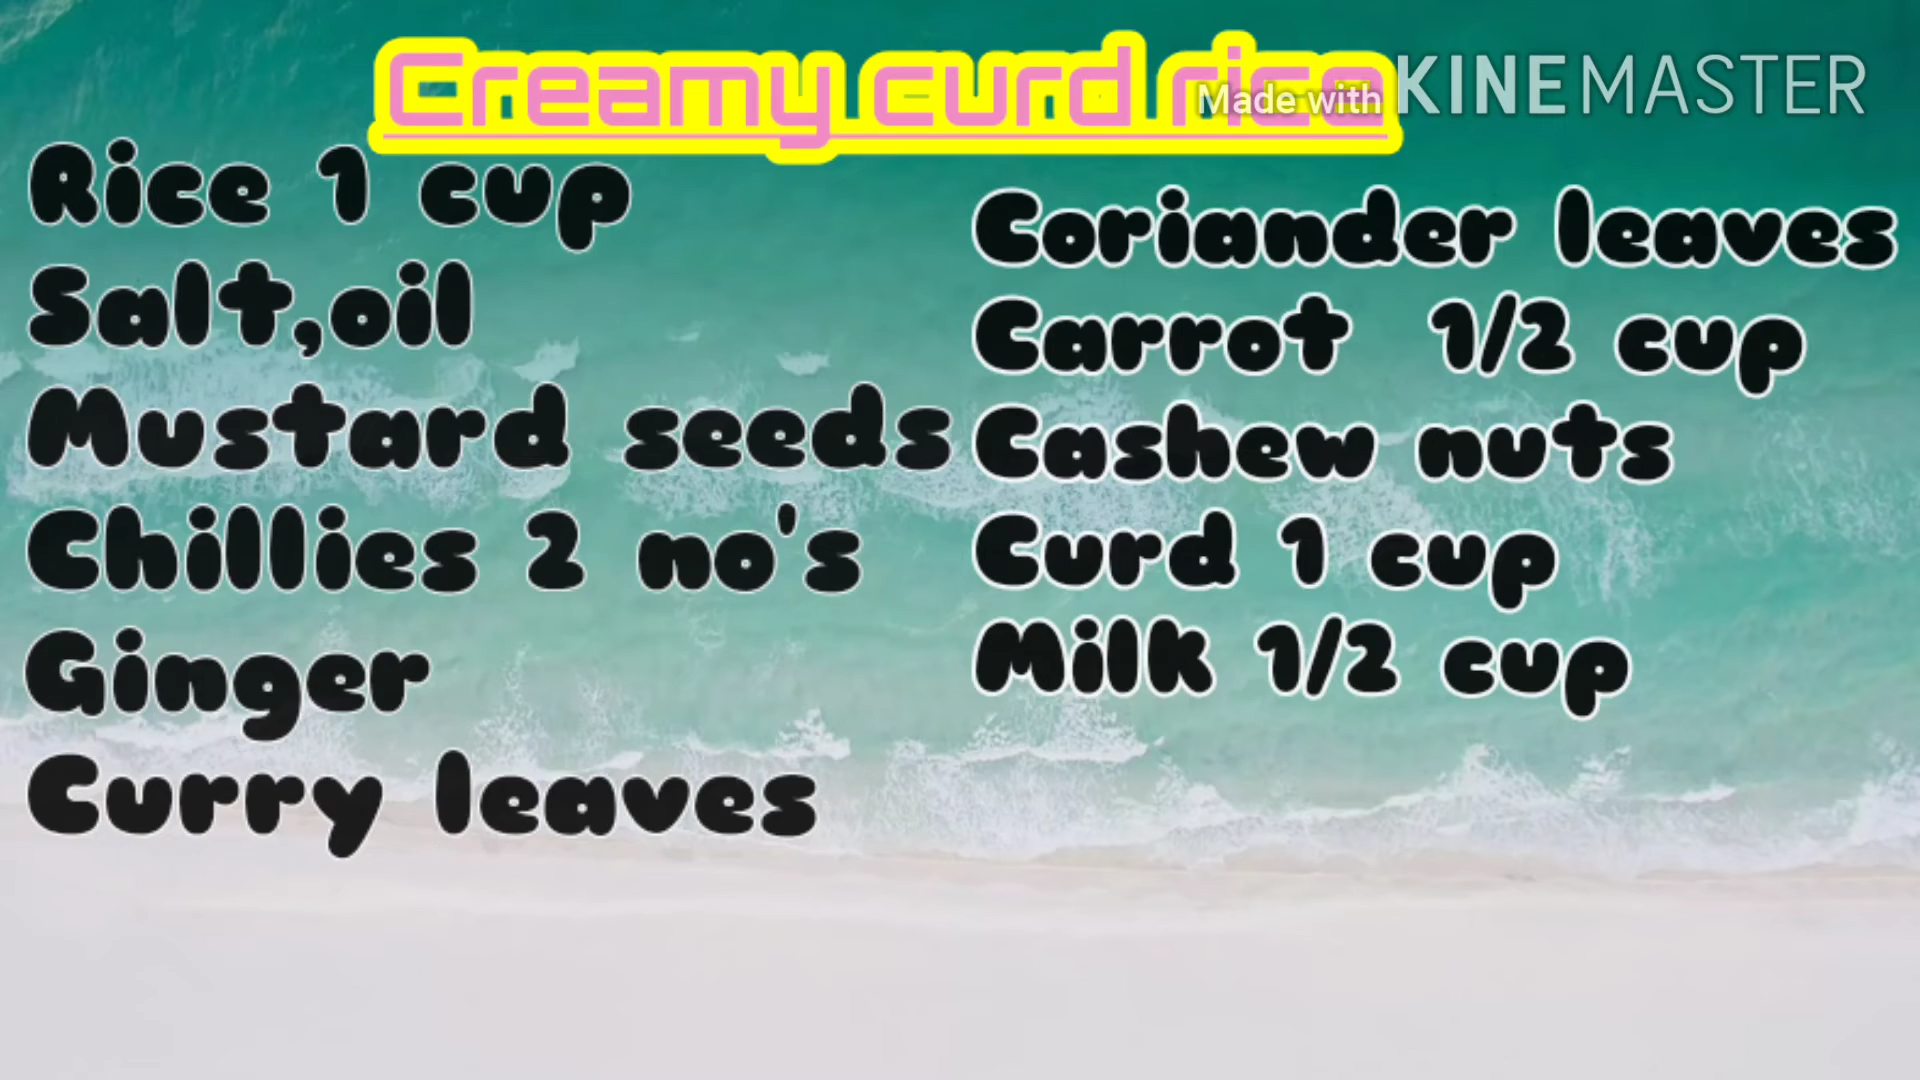 Creamy curd rice
Made with KINEMASTER
Rice 1 cup
Salt,oil
Mustard seeds
Chillies 2 no's
Ginger
Curry leaves
Coriander leaves
Carrot 1/2 cup
Cashew nuts
Curd 1 cup
Milk 1/2 cup